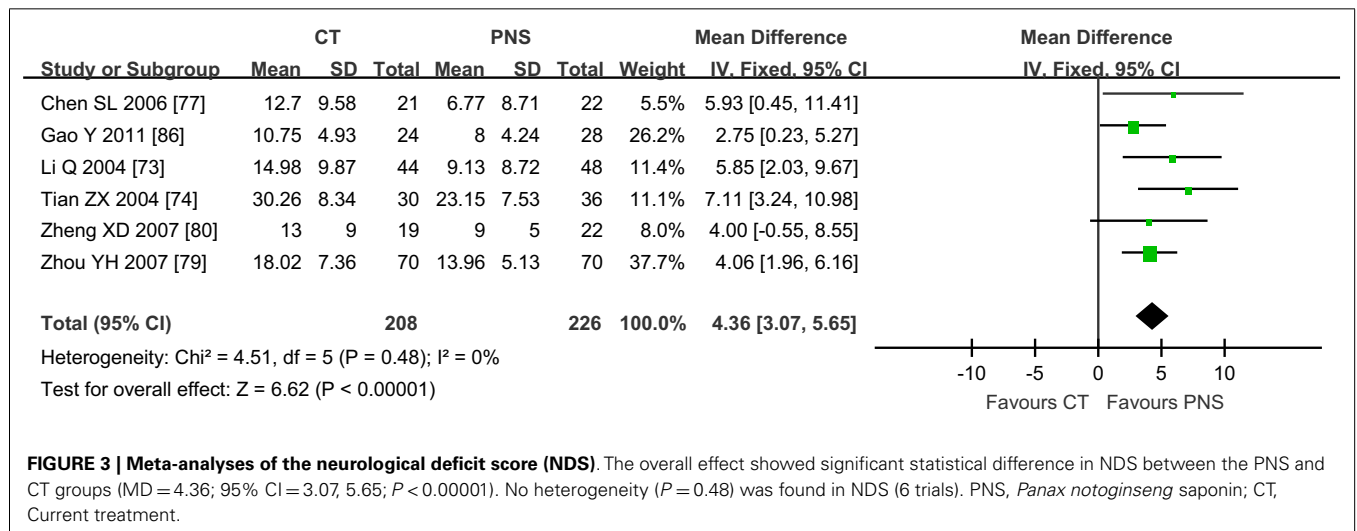 CT PNS Mean Difference Mean Difference
Study or Subgroup Mean SD Total Mean SD Total Weight IV, Fixed, 95% CI IV, Fixed, 95% CI
Chen SL 2006 [77] 12.7 9.58 21 6.77 8.71 22 5.5% 5.93 [0.45, 11.41]
Gao Y 2011 [86] 10.75 4.93 24 8 4.24 28 26.2% 2.75 [0.23, 5.27]
Li Q 2004 [73] 14.98 9.87 44 9.13 8.72 48 11.4% 5.85 [2.03, 9.67]
Tian ZX 2004 [74] 30.26 8.34 30 23.15 7.53 36 11.1% 7.11 [3.24, 10.98]
Zheng XD 2007 [80] 13 9 19 9 5 22 8.0% 4.00 [-0.55, 8.55]
Zhou YH 2007 [79] 18.02 7.36 70 13.96 5.13 70 37.7% 4.06 [1.96, 6.16]
Total (95% CI) 208 226 100.0% 4.36 [3.07, 5.65]
Heterogeneity: Chi² = 4.51, df = 5 (P = 0.48); I² = 0%
Test for overall effect: Z = 6.62 (P < 0.00001)
-10 -5 0 5 10
Favours CT Favours PNS
FIGURE 3 | Meta-analyses of the neurological deficit score (NDS). The overall effect showed significant statistical difference in NDS between the PNS and
CT groups (MD = 4.36; 95% CI = 3.07, 5.65; P < 0.00001). No heterogeneity (P = 0.48) was found in NDS (6 trials). PNS, Panax notoginseng saponin; CT,
Current treatment.